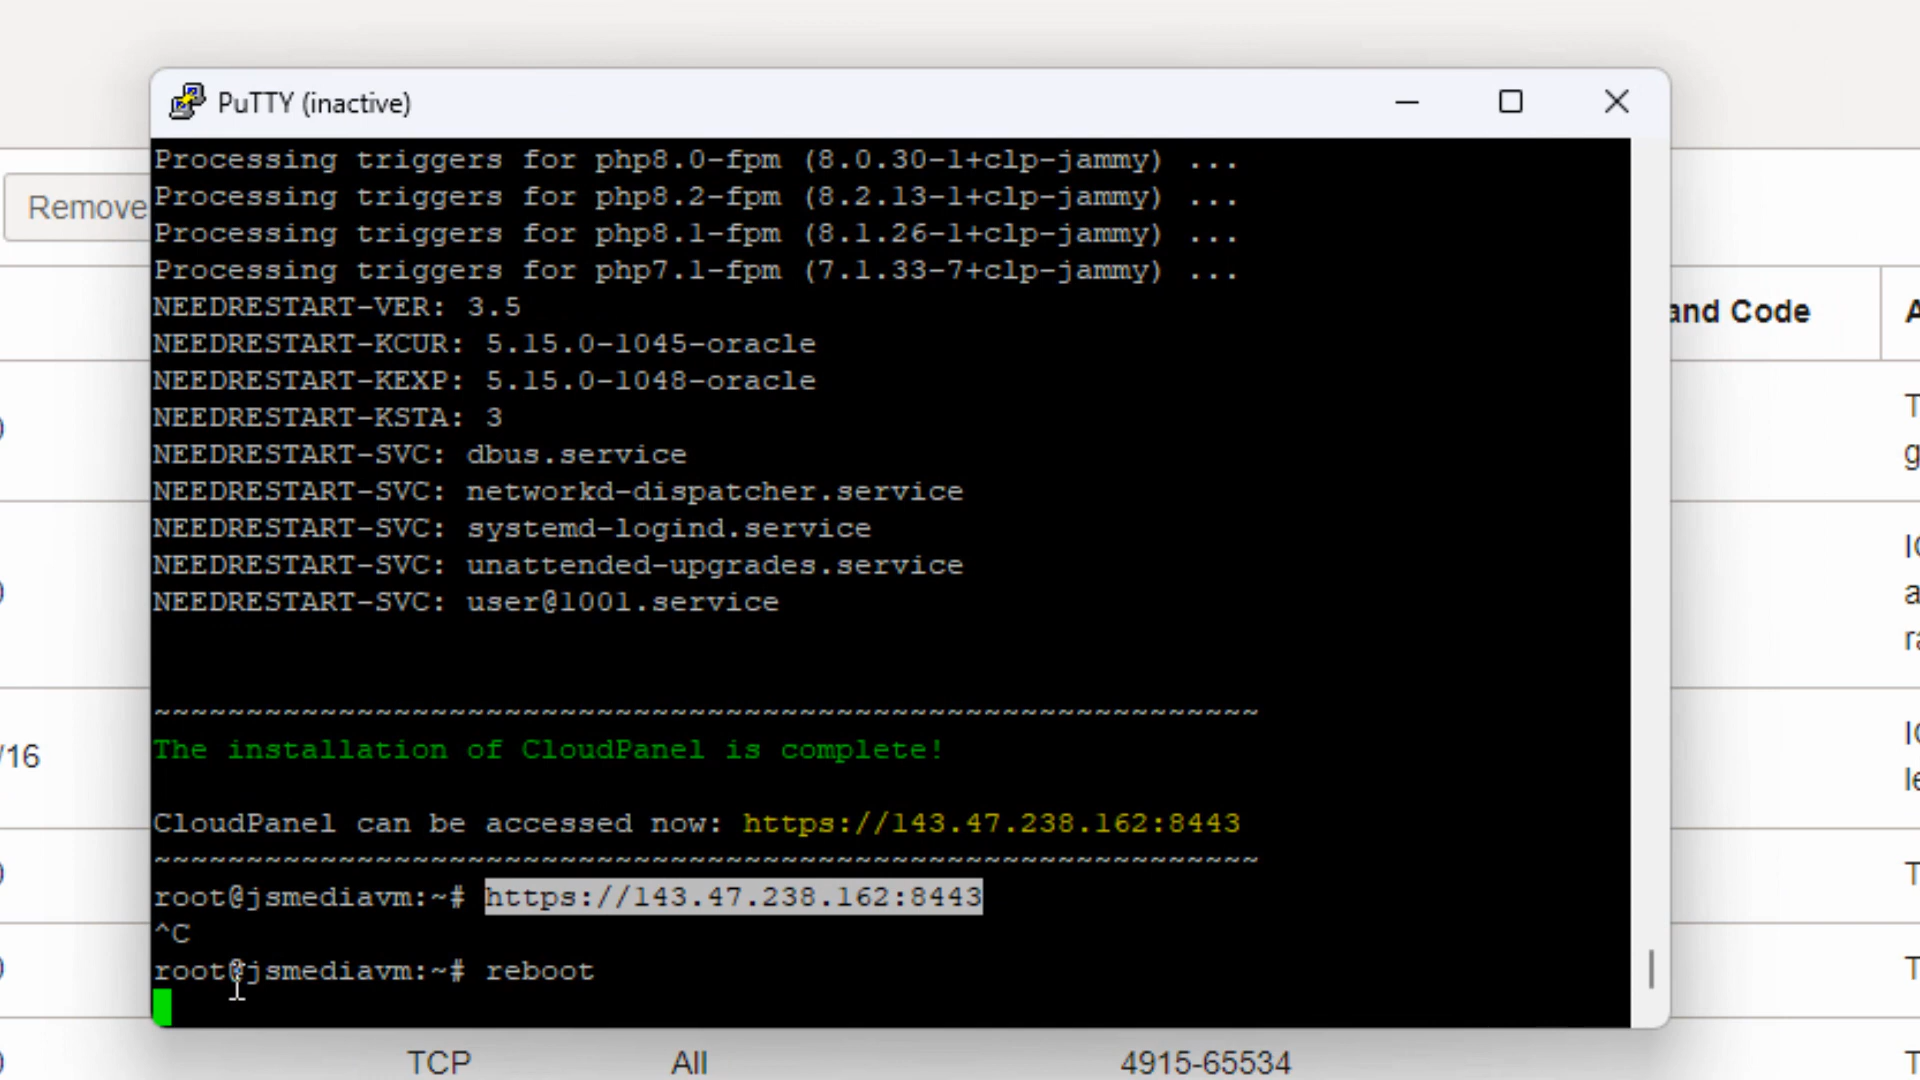 PuTTY (inactive)
Processing triggers for php8.0-fpm (8.0.30-1+clp-jammy) ...
Processing triggers for php8.2-fpm (8.2.13-1+clp-jammy) ...
Processing triggers for php8.1-fpm (8.1.26-1+clp-jammy) ...
Processing triggers for php7.1-fpm (7.1.33-7+clp-jammy) ...
NEEDRESTART-VER: 3.5
NEEDRESTART-KCUR: 5.15.0-1045-oracle
NEEDRESTART-KEXP: 5.15.0-1048-oracle
NEEDRESTART-KSTA: 3
NEEDRESTART-SVC: dbus.service
NEEDRESTART-SVC: networkd-dispatcher.service
NEEDRESTART-SVC: systemd-logind.service
NEEDRESTART-SVC: unattended-upgrades.service
NEEDRESTART-SVC: user@1001.service
~~~~~~~~~~~~~~~~~~~~~~~~~~~~~~~~~~~~~~~~~~~~~~~~~~~~~~~~~~~~
The installation of CloudPanel is complete!
CloudPanel can be accessed now: https://143.47.238.162:8443
~~~~~~~~~~~~~~~~~~~~~~~~~~~~~~~~~~~~~~~~~~~~~~~~~~~~~~~~~~~~
root@jsmediavm:~# https://143.47.238.162:8443
^C
root@jsmediavm:~# reboot
Remove
and Code
/16
TCP All 4915-65534